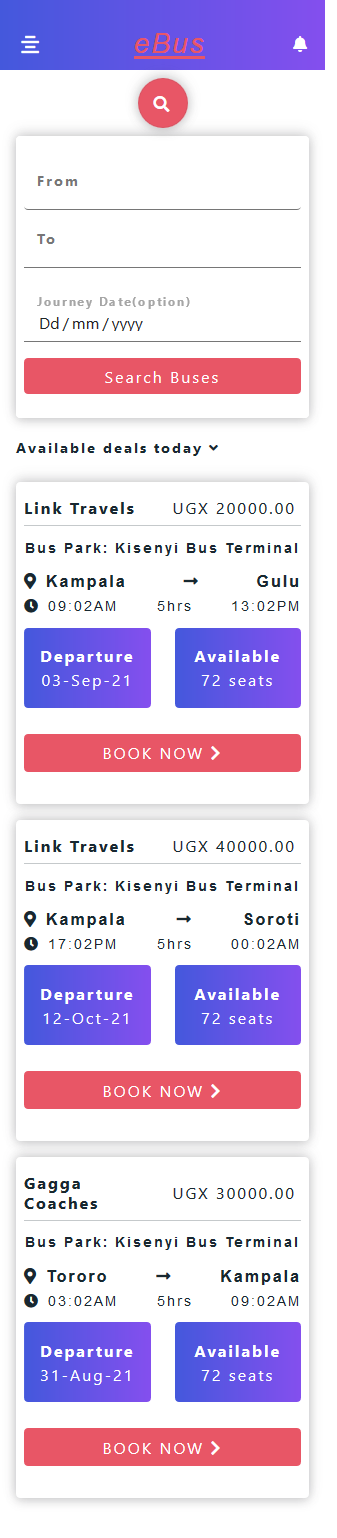 eBus
From
To
Journey Date(option)
Dd / mm / yyyy
Search Buses
Available deals today
Link Travels UGX 20000.00
Bus Park: Kisenyi Bus Terminal
Kampala Gulu
09:02AM 5hrs 13:02PM
Departure Available
03-Sep-21 72 seats
BOOK NOW
Link Travels UGX 40000.00
Bus Park: Kisenyi Bus Terminal
Kampala Soroti
17:02PM 5hrs 00:02AM
Departure Available
12-Oct-21 72 seats
BOOK NOW
Gagga
Coaches UGX 30000.00
Bus Park: Kisenyi Bus Terminal
Tororo Kampala
03:02AM 5hrs 09:02AM
Departure Available
31-Aug-21 72 seats
BOOK NOW